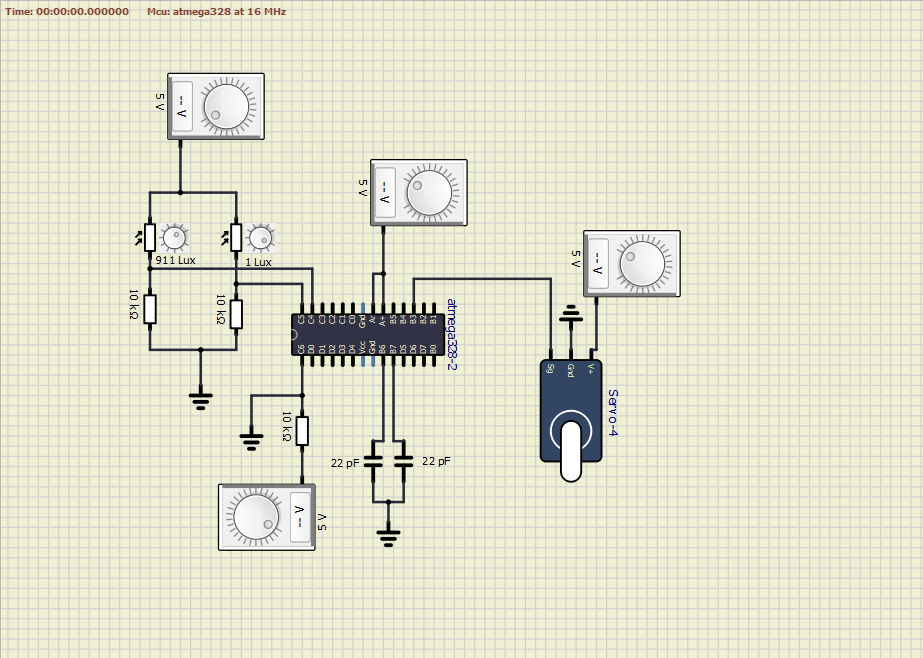 Time: 00:00:00.000000 Mcu: atmega328 at 16 MHz
5 V
-- V
5 V
-- V
5 V
-- V
911 Lux
1 Lux
10 kΩ
10 kΩ
C5 C4 C3 C2 C1 C0 Gnd Ar A+ B5 B4 B3 B2 B1
atmega328-2
C6 D0 D1 D2 D3 D4 Vcc Gnd B6 B7 D5 D6 D7 B0
Sig Gnd V+
Servo-4
10 kΩ
22 pF
22 pF
A --
5 V